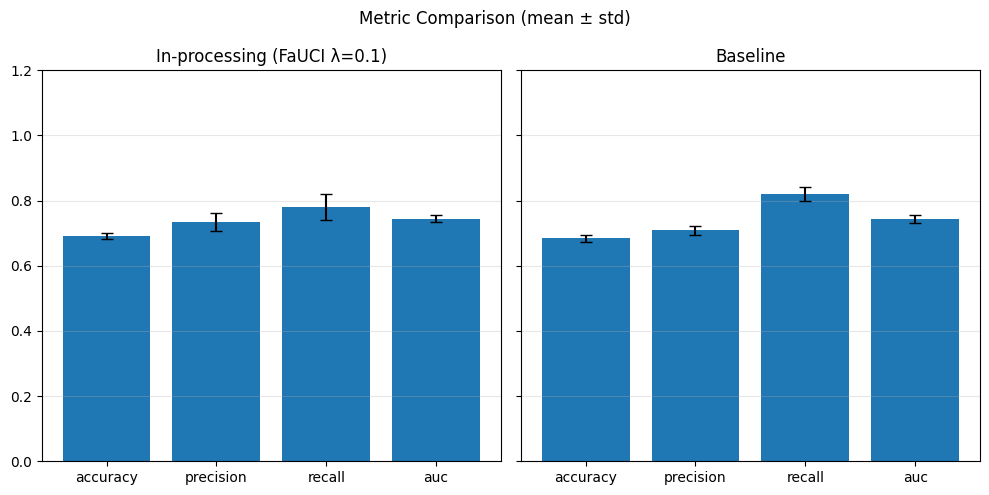 Metric Comparison (mean ± std)
In-processing (FaUCI λ=0.1)
Baseline
1.2
1.0
0.8
0.6
0.4
0.2
0.0
accuracy precision recall auc
accuracy precision recall auc